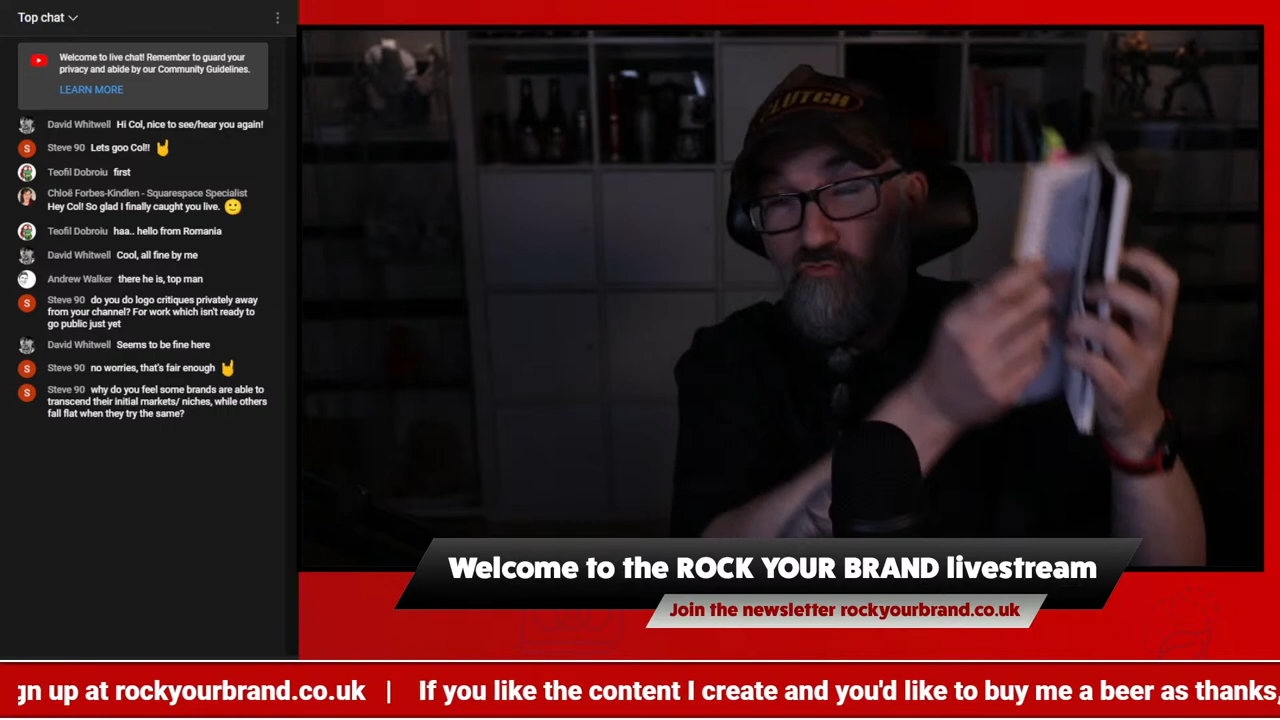 Top chat
Welcome to live chat! Remember to guard your
privacy and abide by our Community Guidelines.
LEARN MORE
David Whitwell Hi Col, nice to see/hear you again!
S Steve 90 Lets goo Col!! 🤘
Teofil Dobroiu first
Chloë Forbes-Kindlen - Squarespace Specialist
Hey Col! So glad I finally caught you live. 🙂
Teofil Dobroiu haa.. hello from Romania
David Whitwell Cool, all fine by me
Andrew Walker there he is, top man
S Steve 90 do you do logo critiques privately away
from your channel? For work which isn't ready to
go public just yet
David Whitwell Seems to be fine here
S Steve 90 no worries, that's fair enough 🤘
S Steve 90 why do you feel some brands are able to
transcend their initial markets/ niches, while others
fall flat when they try the same?
CLUTCH
Welcome to the ROCK YOUR BRAND livestream
Join the newsletter rockyourbrand.co.uk
gn up at rockyourbrand.co.uk | If you like the content I create and you'd like to buy me a beer as thanks,